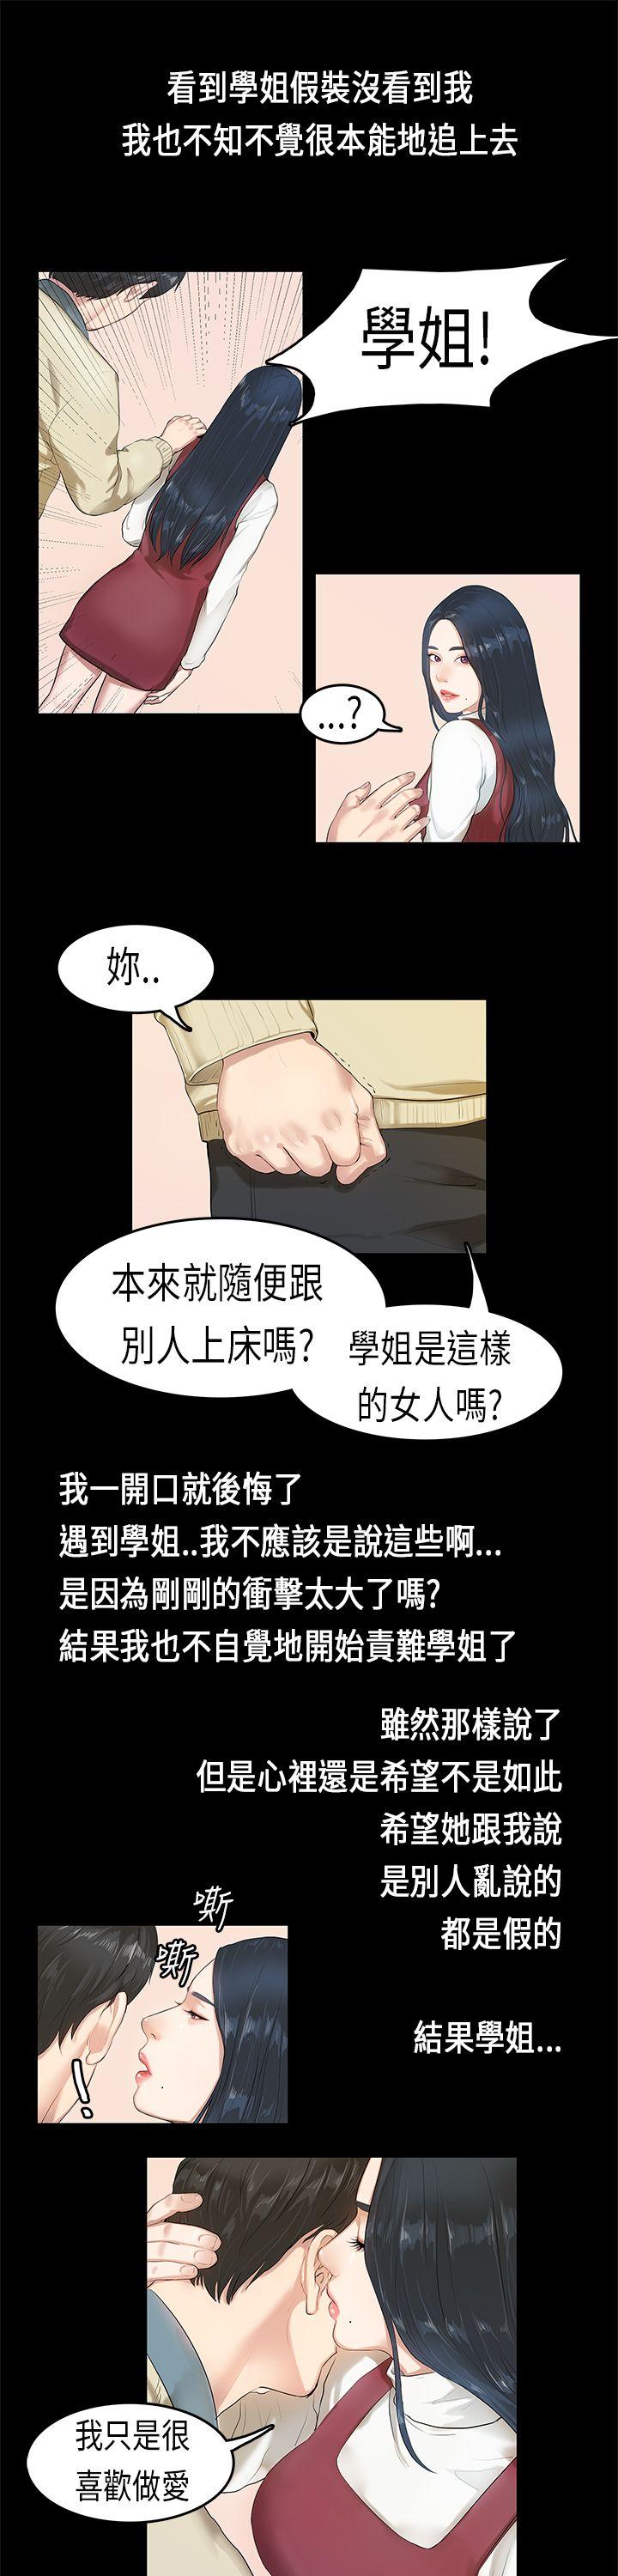 看到學姐假裝沒看到我
我也不知不覺很本能地追上去
學姐!
...?
妳..
本來就隨便跟
別人上床嗎?
學姐是這樣
的女人嗎?
我一開口就後悔了
遇到學姐..我不應該是說這些啊...
是因為剛剛的衝擊太大了嗎?
結果我也不自覺地開始責難學姐了
雖然那樣說了
但是心裡還是希望不是如此
希望她跟我說
是別人亂說的
都是假的
嘶
嘶
結果學姐...
!
我只是很
喜歡做愛